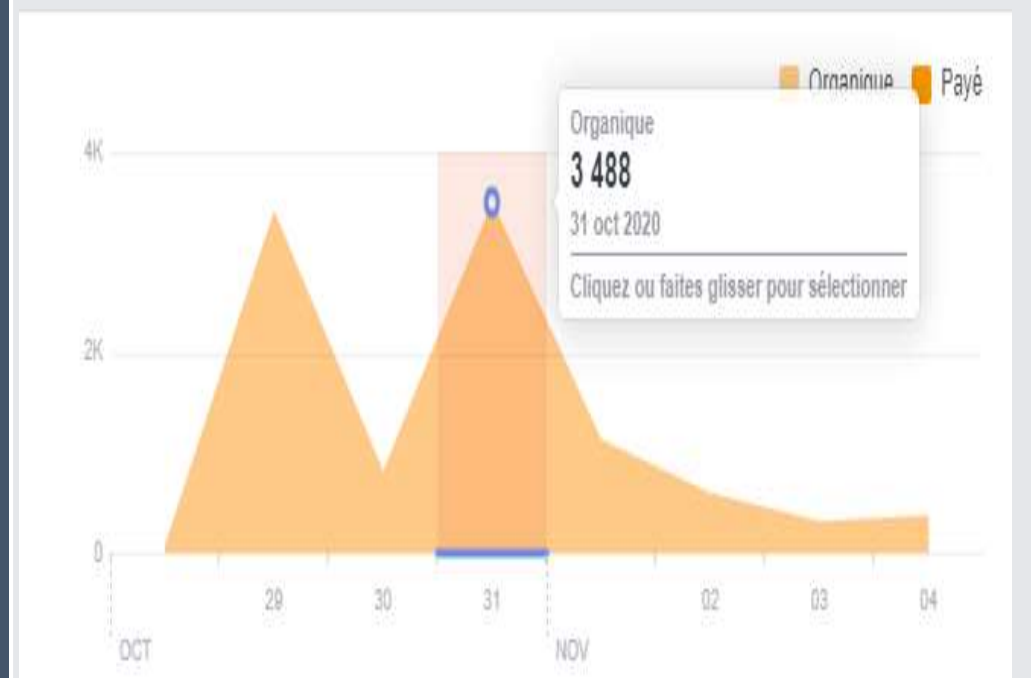 Organique Payé
Organique
3 488
31 oct 2020
Cliquez ou faites glisser pour sélectionner
4K
2K
0
29 30 31 02 03 04
OCT NOV